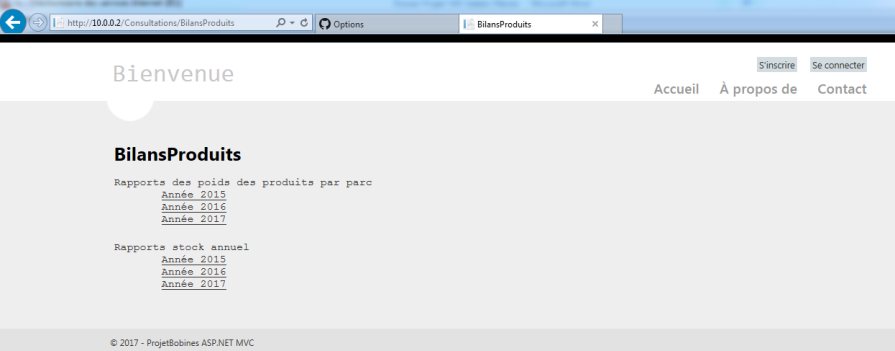 http://10.0.0.2/Consultations/BilansProduits
Options
BilansProduits
S'inscrire
Se connecter
Bienvenue
Accueil
À propos de
Contact
BilansProduits
Rapports des poids des produits par parc
Année 2015
Année 2016
Année 2017
Rapports stock annuel
Année 2015
Année 2016
Année 2017
© 2017 - ProjetBobines ASP.NET MVC